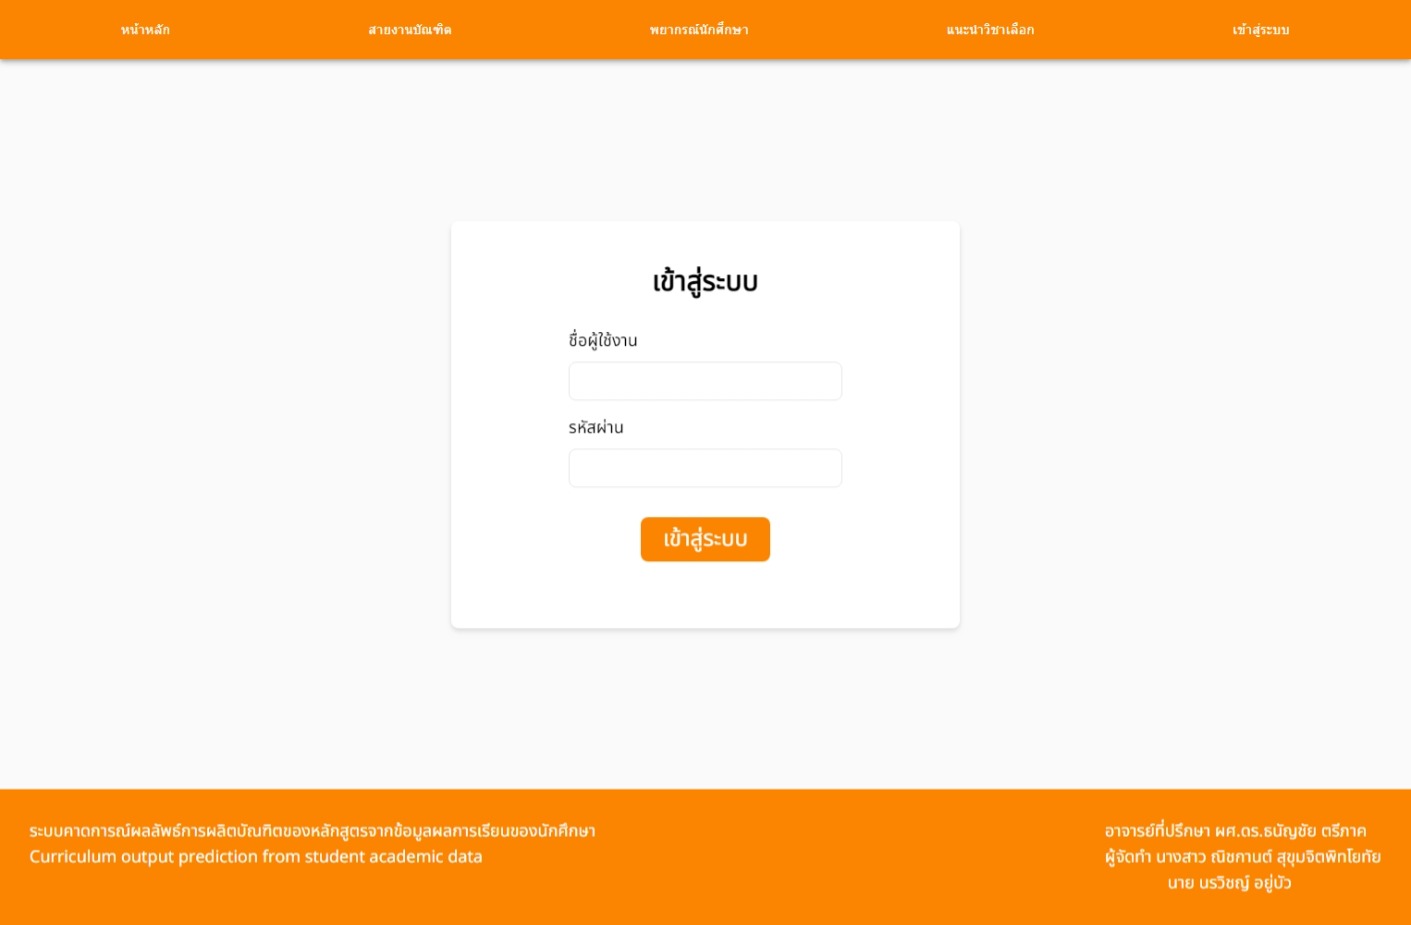 หน้าหลัก
สายงานบัณฑิต
พยากรณ์นักศึกษา
แนะนำวิชาเลือก
เข้าสู่ระบบ
เข้าสู่ระบบ
ชื่อผู้ใช้งาน
รหัสผ่าน
เข้าสู่ระบบ
ระบบคาดการณ์ผลลัพธ์การผลิตบัณฑิตของหลักสูตรจากข้อมูลผลการเรียนของนักศึกษา
Curriculum output prediction from student academic data
อาจารย์ที่ปรึกษา ผศ.ดร.ธนัญชัย ตรีภาค
ผู้จัดทำ นางสาว ณิชกานต์ สุขุมจิตพิทโยทัย
นาย นรวิชญ์ อยู่บัว